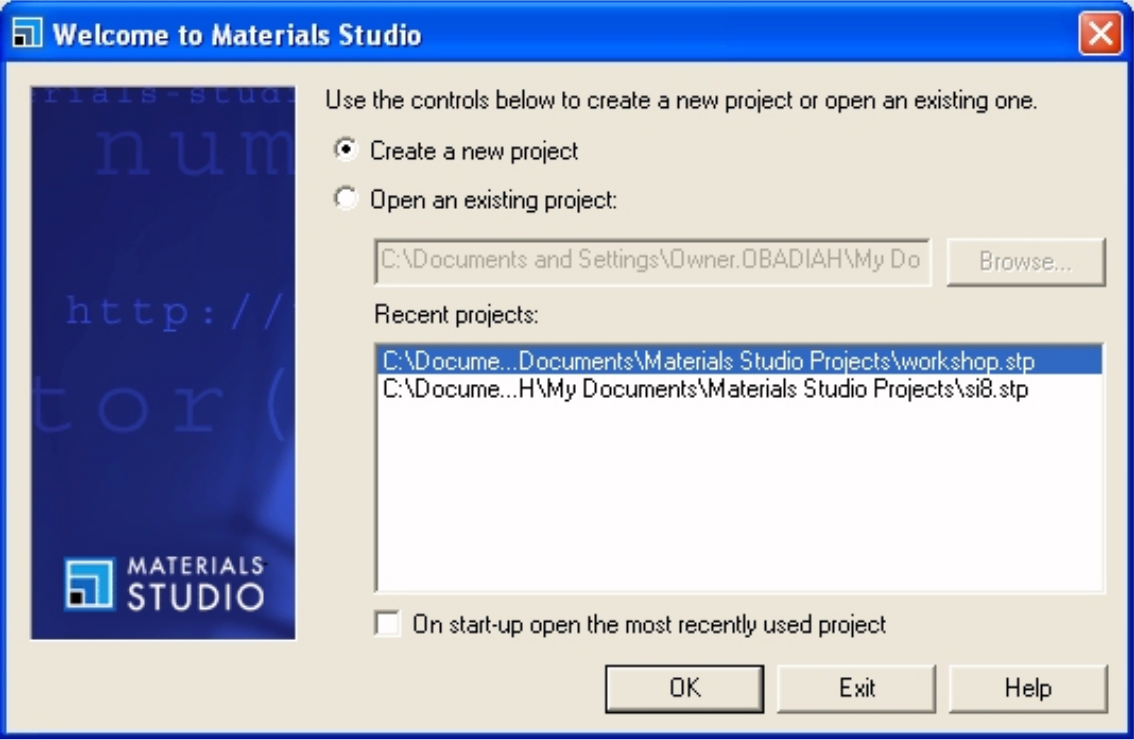 Welcome to Materials Studio
rials-stud
num
http://
tor(
MATERIALS
STUDIO
Use the controls below to create a new project or open an existing one.
Create a new project
Open an existing project:
C:\Documents and Settings\Owner.OBADIAH\My Do
Browse...
Recent projects:
C:\Docume...Documents\Materials Studio Projects\workshop.stp
C:\Docume...H\My Documents\Materials Studio Projects\si8.stp
On start-up open the most recently used project
OK
Exit
Help